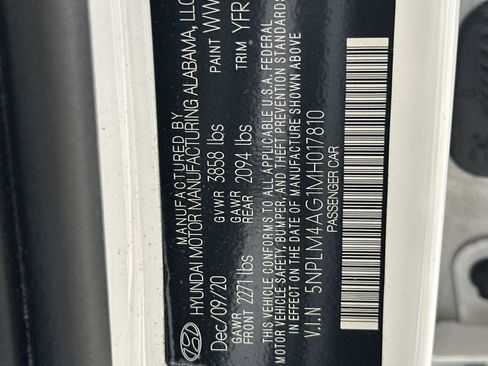 MANUFACTURED BY
HYUNDAI MOTOR MANUFACTURING ALABAMA, LLC
Dec/09/20 GVWR 3858 lbs PAINT WW
GAWR FRONT 2271 lbs GAWR REAR 2094 lbs TRIM YFR
THIS VEHICLE CONFORMS TO ALL APPLICABLE U.S.A. FEDERAL
MOTOR VEHICLE SAFETY, BUMPER, AND THEFT PREVENTION STANDARDS
IN EFFECT ON THE DATE OF MANUFACTURE SHOWN ABOVE
V.I.N 5NPLM4AG1MH017810
PASSENGER CAR